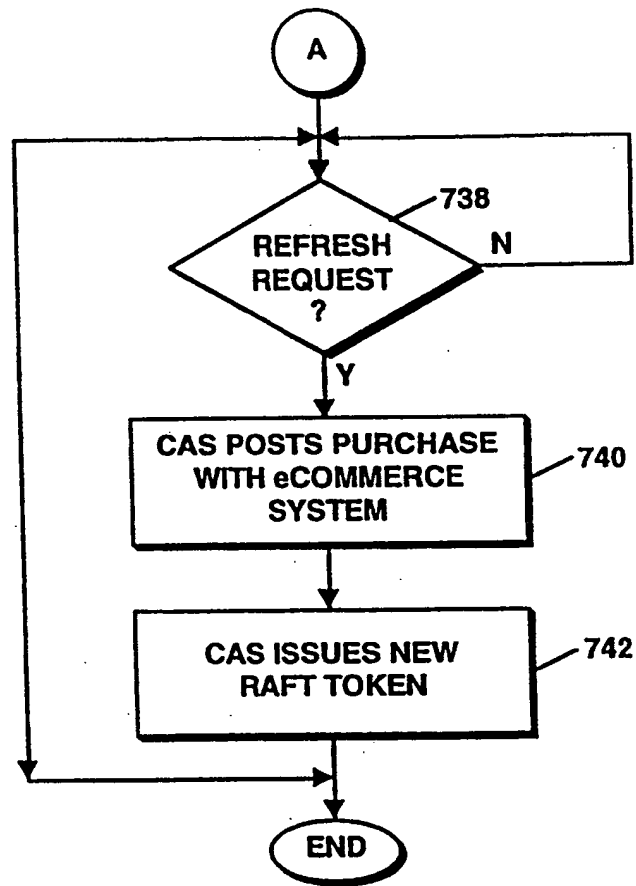 A
738
REFRESH
REQUEST
?
N
Y
CAS POSTS PURCHASE
WITH eCOMMERCE
SYSTEM
740
CAS ISSUES NEW
RAFT TOKEN
742
END